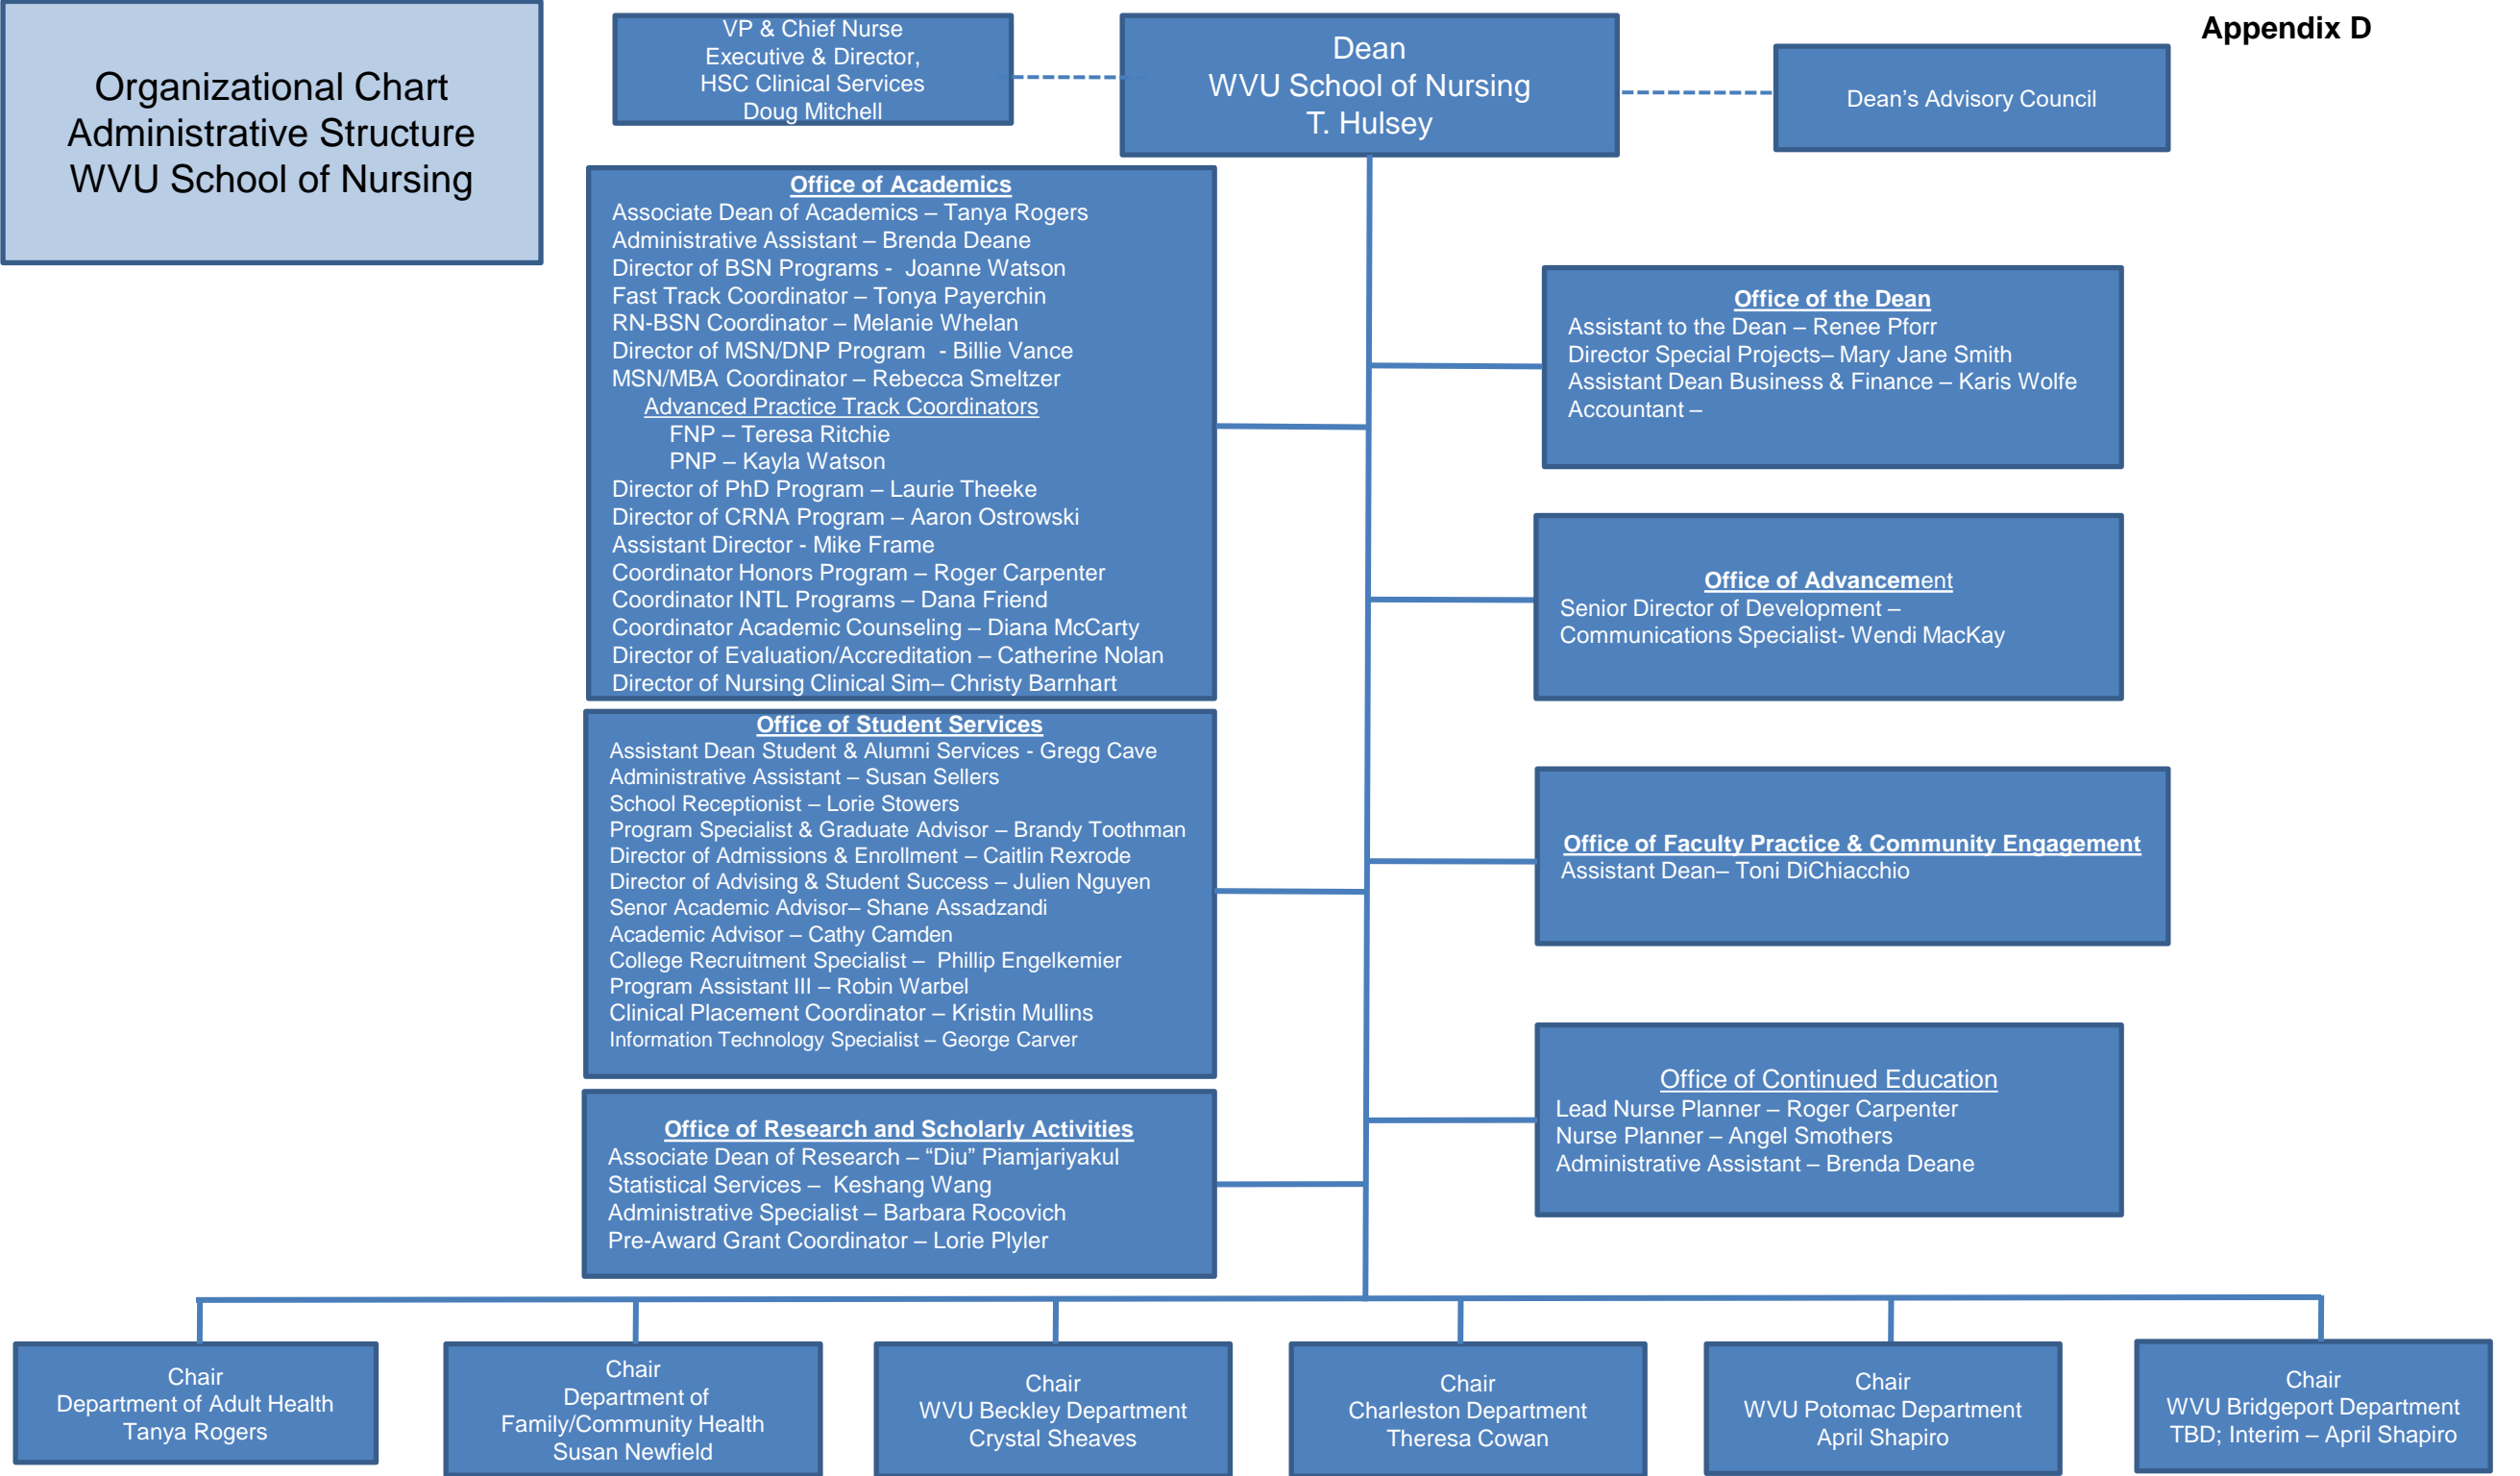 Organizational Chart
Administrative Structure
WVU School of Nursing
VP & Chief Nurse
Executive & Director,
HSC Clinical Services
Doug Mitchell
Dean
WVU School of Nursing
T. Hulsey
Appendix D
Dean’s Advisory Council
Office of Academics
Associate Dean of Academics – Tanya Rogers
Administrative Assistant – Brenda Deane
Director of BSN Programs - Joanne Watson
Fast Track Coordinator – Tonya Payerchin
RN-BSN Coordinator – Melanie Whelan
Director of MSN/DNP Program - Billie Vance
MSN/MBA Coordinator – Rebecca Smeltzer
Advanced Practice Track Coordinators
FNP – Teresa Ritchie
PNP – Kayla Watson
Director of PhD Program – Laurie Theeke
Director of CRNA Program – Aaron Ostrowski
Assistant Director - Mike Frame
Coordinator Honors Program – Roger Carpenter
Coordinator INTL Programs – Dana Friend
Coordinator Academic Counseling – Diana McCarty
Director of Evaluation/Accreditation – Catherine Nolan
Director of Nursing Clinical Sim– Christy Barnhart
Office of the Dean
Assistant to the Dean – Renee Pforr
Director Special Projects– Mary Jane Smith
Assistant Dean Business & Finance – Karis Wolfe
Accountant –
Office of Advancement
Senior Director of Development –
Communications Specialist- Wendi MacKay
Office of Student Services
Assistant Dean Student & Alumni Services - Gregg Cave
Administrative Assistant – Susan Sellers
School Receptionist – Lorie Stowers
Program Specialist & Graduate Advisor – Brandy Toothman
Director of Admissions & Enrollment – Caitlin Rexrode
Director of Advising & Student Success – Julien Nguyen
Senor Academic Advisor– Shane Assadzandi
Academic Advisor – Cathy Camden
College Recruitment Specialist – Phillip Engelkemier
Program Assistant III – Robin Warbel
Clinical Placement Coordinator – Kristin Mullins
Information Technology Specialist – George Carver
Office of Faculty Practice & Community Engagement
Assistant Dean– Toni DiChiacchio
Office of Research and Scholarly Activities
Associate Dean of Research – “Diu” Piamjariyakul
Statistical Services – Keshang Wang
Administrative Specialist – Barbara Rocovich
Pre-Award Grant Coordinator – Lorie Plyler
Office of Continued Education
Lead Nurse Planner – Roger Carpenter
Nurse Planner – Angel Smothers
Administrative Assistant – Brenda Deane
Chair
Department of Adult Health
Tanya Rogers
Chair
Department of
Family/Community Health
Susan Newfield
Chair
WVU Beckley Department
Crystal Sheaves
Chair
Charleston Department
Theresa Cowan
Chair
WVU Potomac Department
April Shapiro
Chair
WVU Bridgeport Department
TBD; Interim – April Shapiro